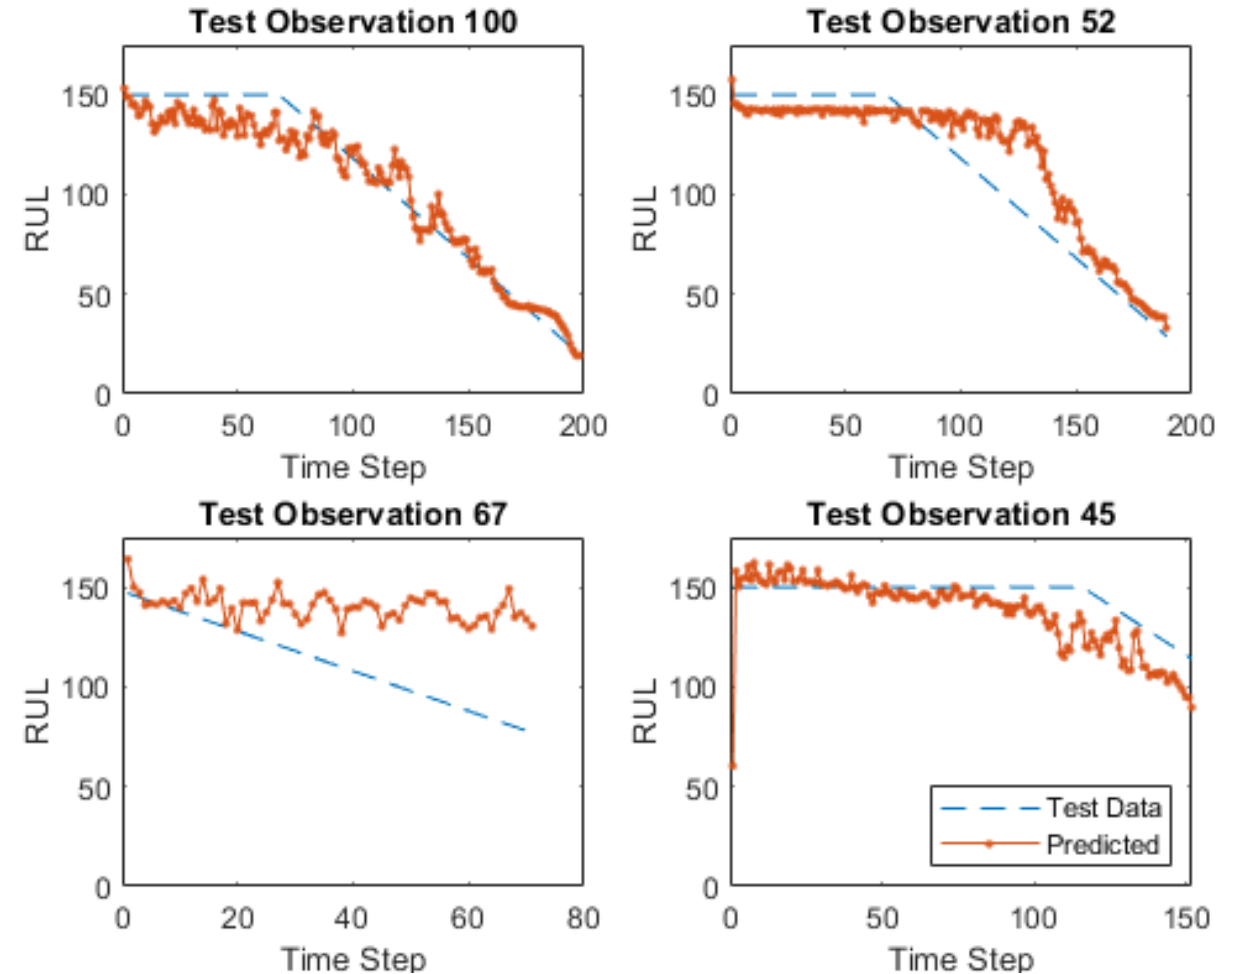 Test Observation 100
150
100
50
0
RUL
0 50 100 150 200
Time Step
Test Observation 52
150
100
50
0
RUL
0 50 100 150 200
Time Step
Test Observation 67
150
100
50
0
RUL
0 20 40 60 80
Time Step
Test Observation 45
150
100
50
0
RUL
Test Data
Predicted
0 50 100 150
Time Step